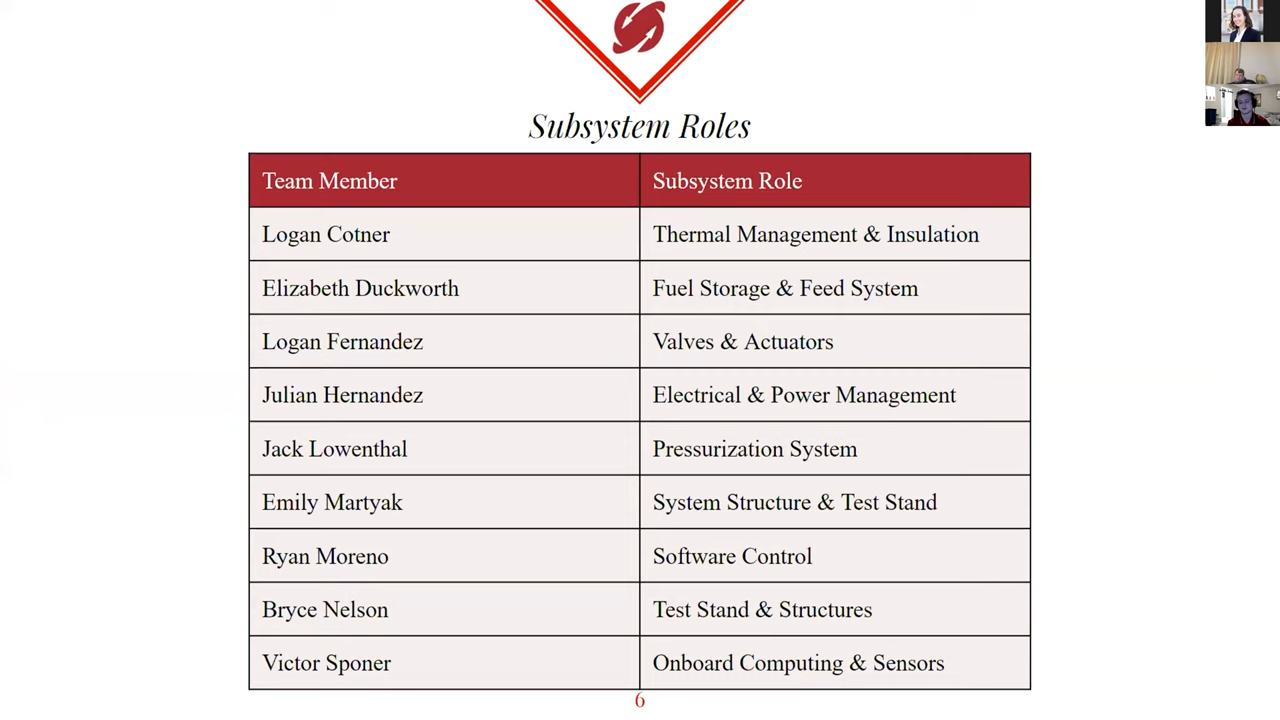 Subsystem Roles
Team Member Subsystem Role
Logan Cotner Thermal Management & Insulation
Elizabeth Duckworth Fuel Storage & Feed System
Logan Fernandez Valves & Actuators
Julian Hernandez Electrical & Power Management
Jack Lowenthal Pressurization System
Emily Martyak System Structure & Test Stand
Ryan Moreno Software Control
Bryce Nelson Test Stand & Structures
Victor Sponer Onboard Computing & Sensors
6